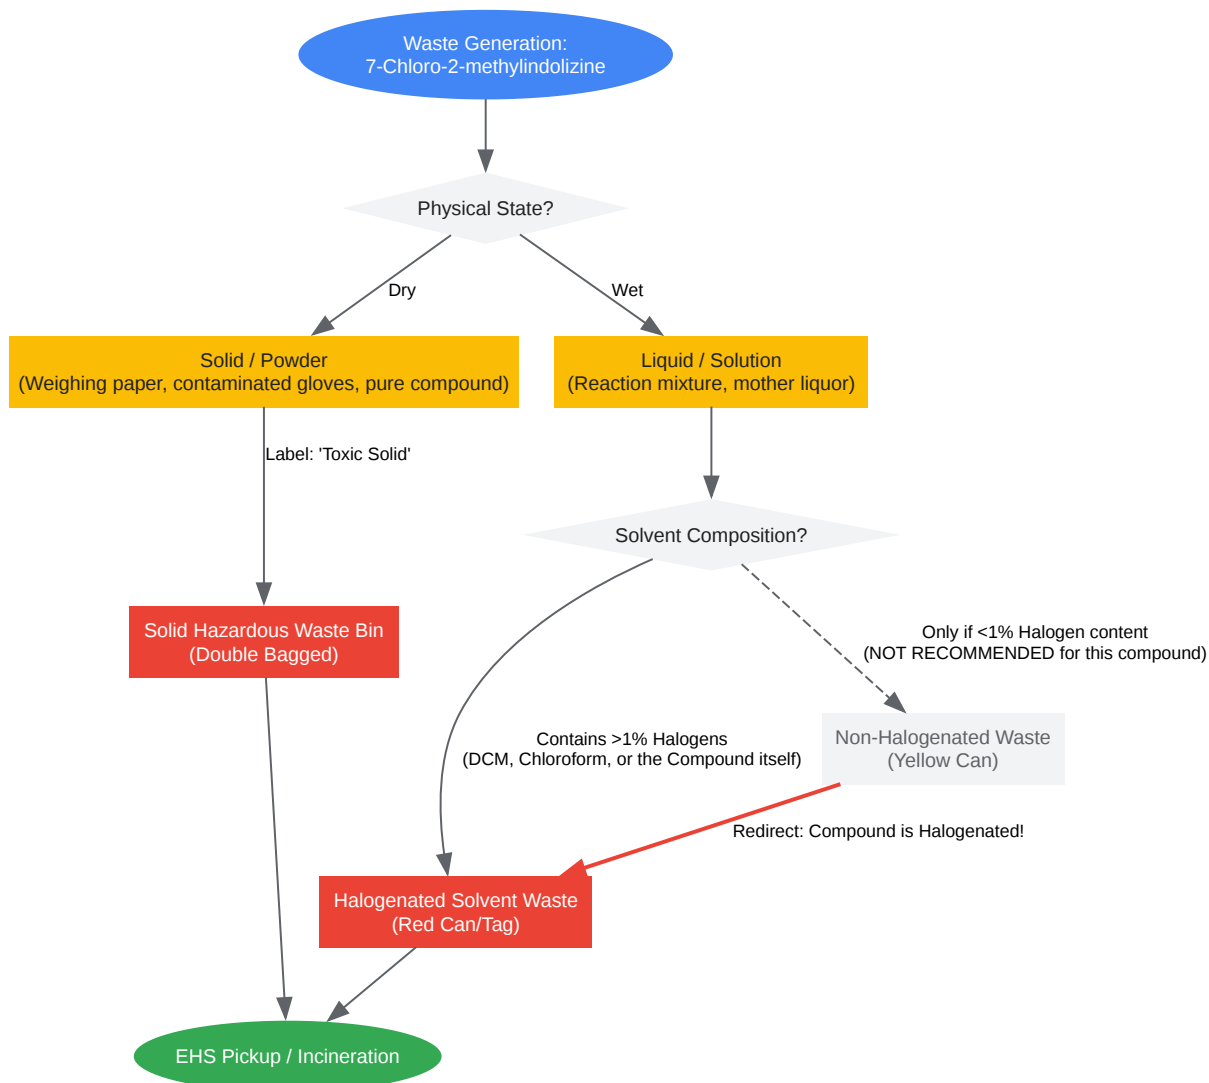 Waste Generation:
7-Chloro-2-methylindolizine
Physical State?
Dry
Wet
Solid / Powder
(Weighing paper, contaminated gloves, pure compound)
Liquid / Solution
(Reaction mixture, mother liquor)
Label: 'Toxic Solid'
Solvent Composition?
Solid Hazardous Waste Bin
(Double Bagged)
Only if <1% Halogen content
(NOT RECOMMENDED for this compound)
Contains >1% Halogens
(DCM, Chloroform, or the Compound itself)
Non-Halogenated Waste
(Yellow Can)
Redirect: Compound is Halogenated!
Halogenated Solvent Waste
(Red Can/Tag)
EHS Pickup / Incineration